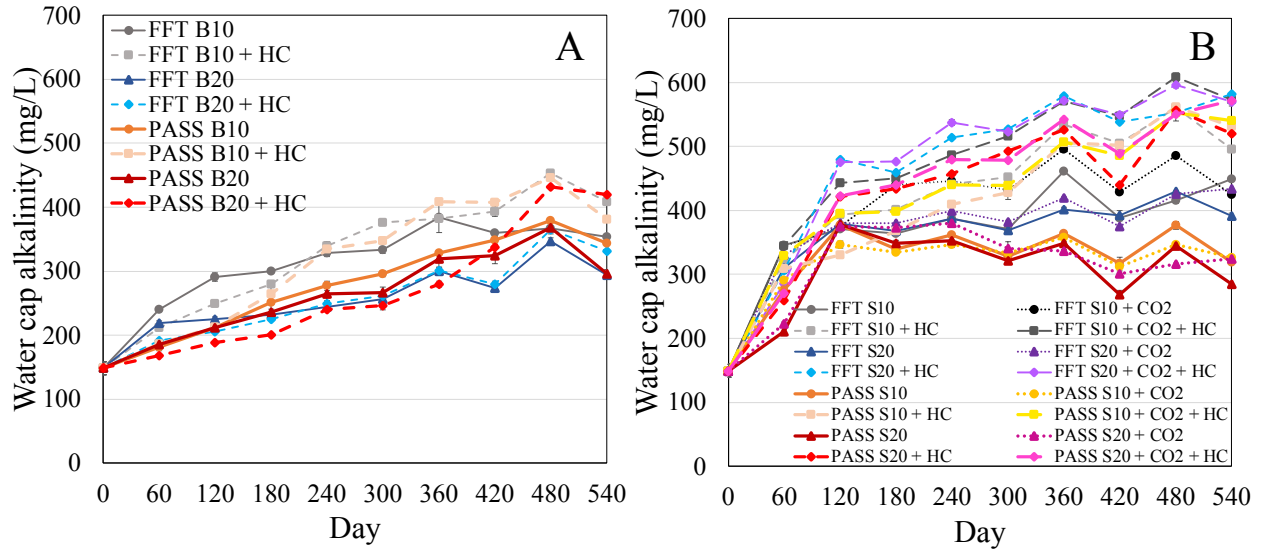 A
Water cap alkalinity (mg/L)
700
600
500
400
300
200
100
0
FFT B10
FFT B10 + HC
FFT B20
FFT B20 + HC
PASS B10
PASS B10 + HC
PASS B20
PASS B20 + HC
0 60 120 180 240 300 360 420 480 540
Day
B
Water cap alkalinity (mg/L)
700
600
500
400
300
200
100
0
FFT S10 FFT S10 + CO2
FFT S10 + HC FFT S10 + CO2 + HC
FFT S20 FFT S20 + CO2
FFT S20 + HC FFT S20 + CO2 + HC
PASS S10 PASS S10 + CO2
PASS S10 + HC PASS S10 + CO2 + HC
PASS S20 PASS S20 + CO2
PASS S20 + HC PASS S20 + CO2 + HC
0 60 120 180 240 300 360 420 480 540
Day